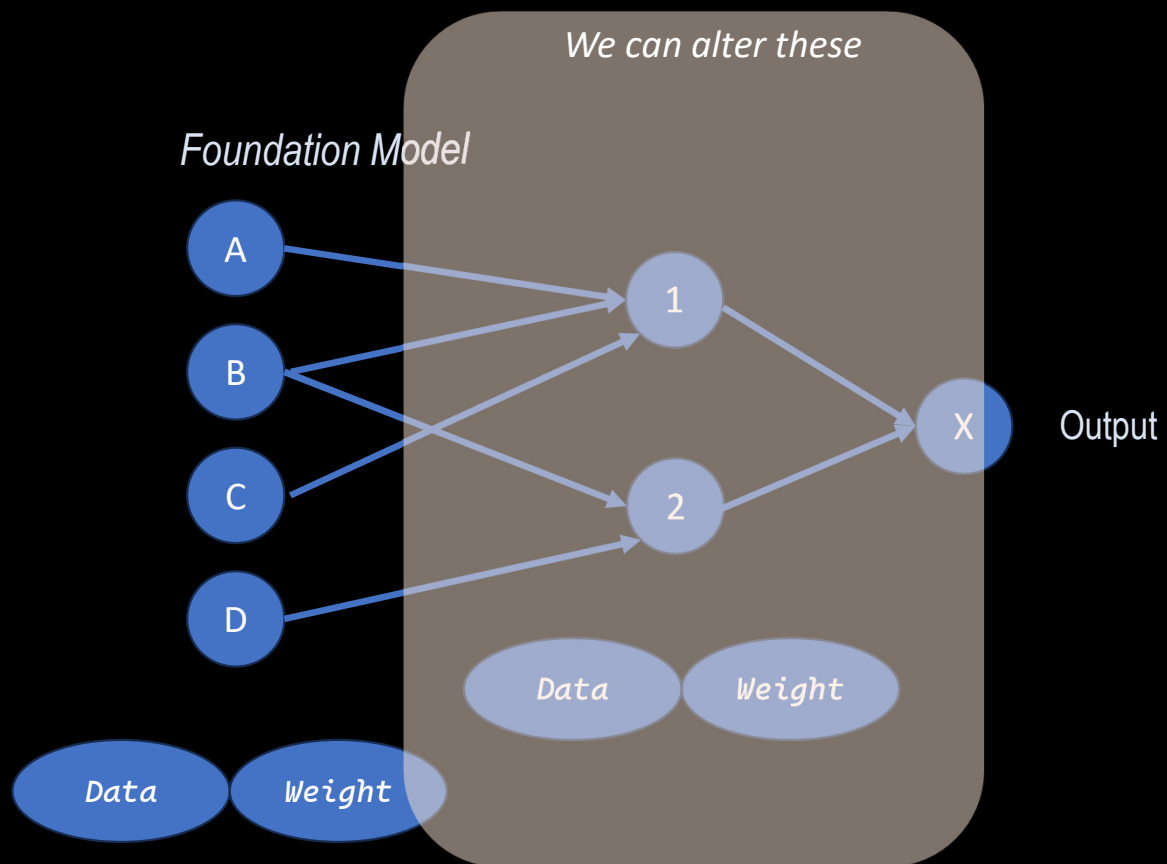 We can alter these
Foundation Model
A
1
B
X
Output
C
2
D
Data
Weight
Data
Weight